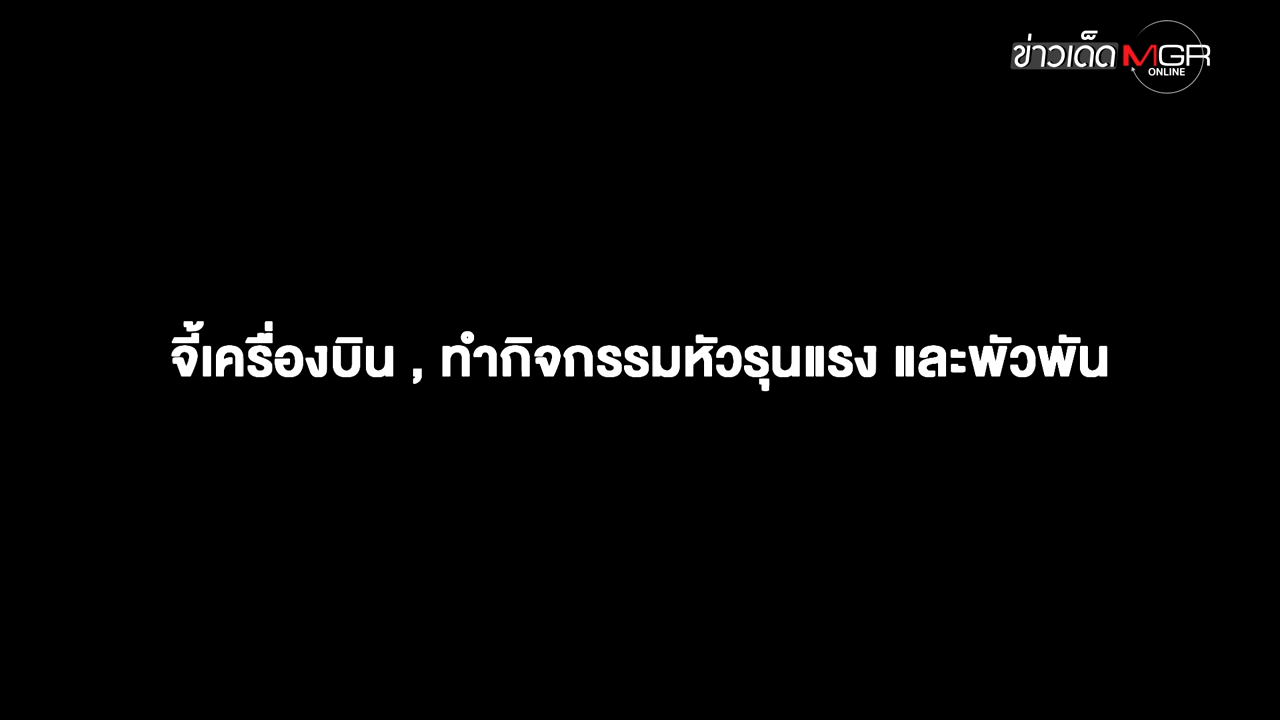 ข่าวเด็ด MGR
ONLINE
จี้เครื่องบิน , ทำกิจกรรมหัวรุนแรง และพัวพัน